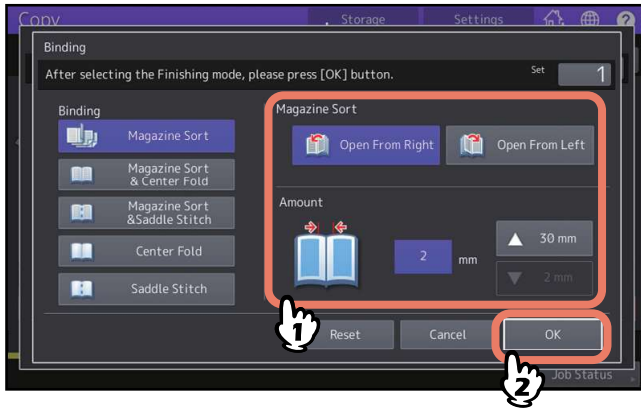 Copy
Storage
Settings
?
Binding
After selecting the Finishing mode, please press [OK] button.
Set
1
Binding
Magazine Sort
Magazine Sort
& Center Fold
Magazine Sort
&Saddle Stitch
Center Fold
Saddle Stitch
Magazine Sort
Open From Right
Open From Left
Amount
2
mm
30 mm
2 mm
1
Reset
Cancel
OK
2
Job Status